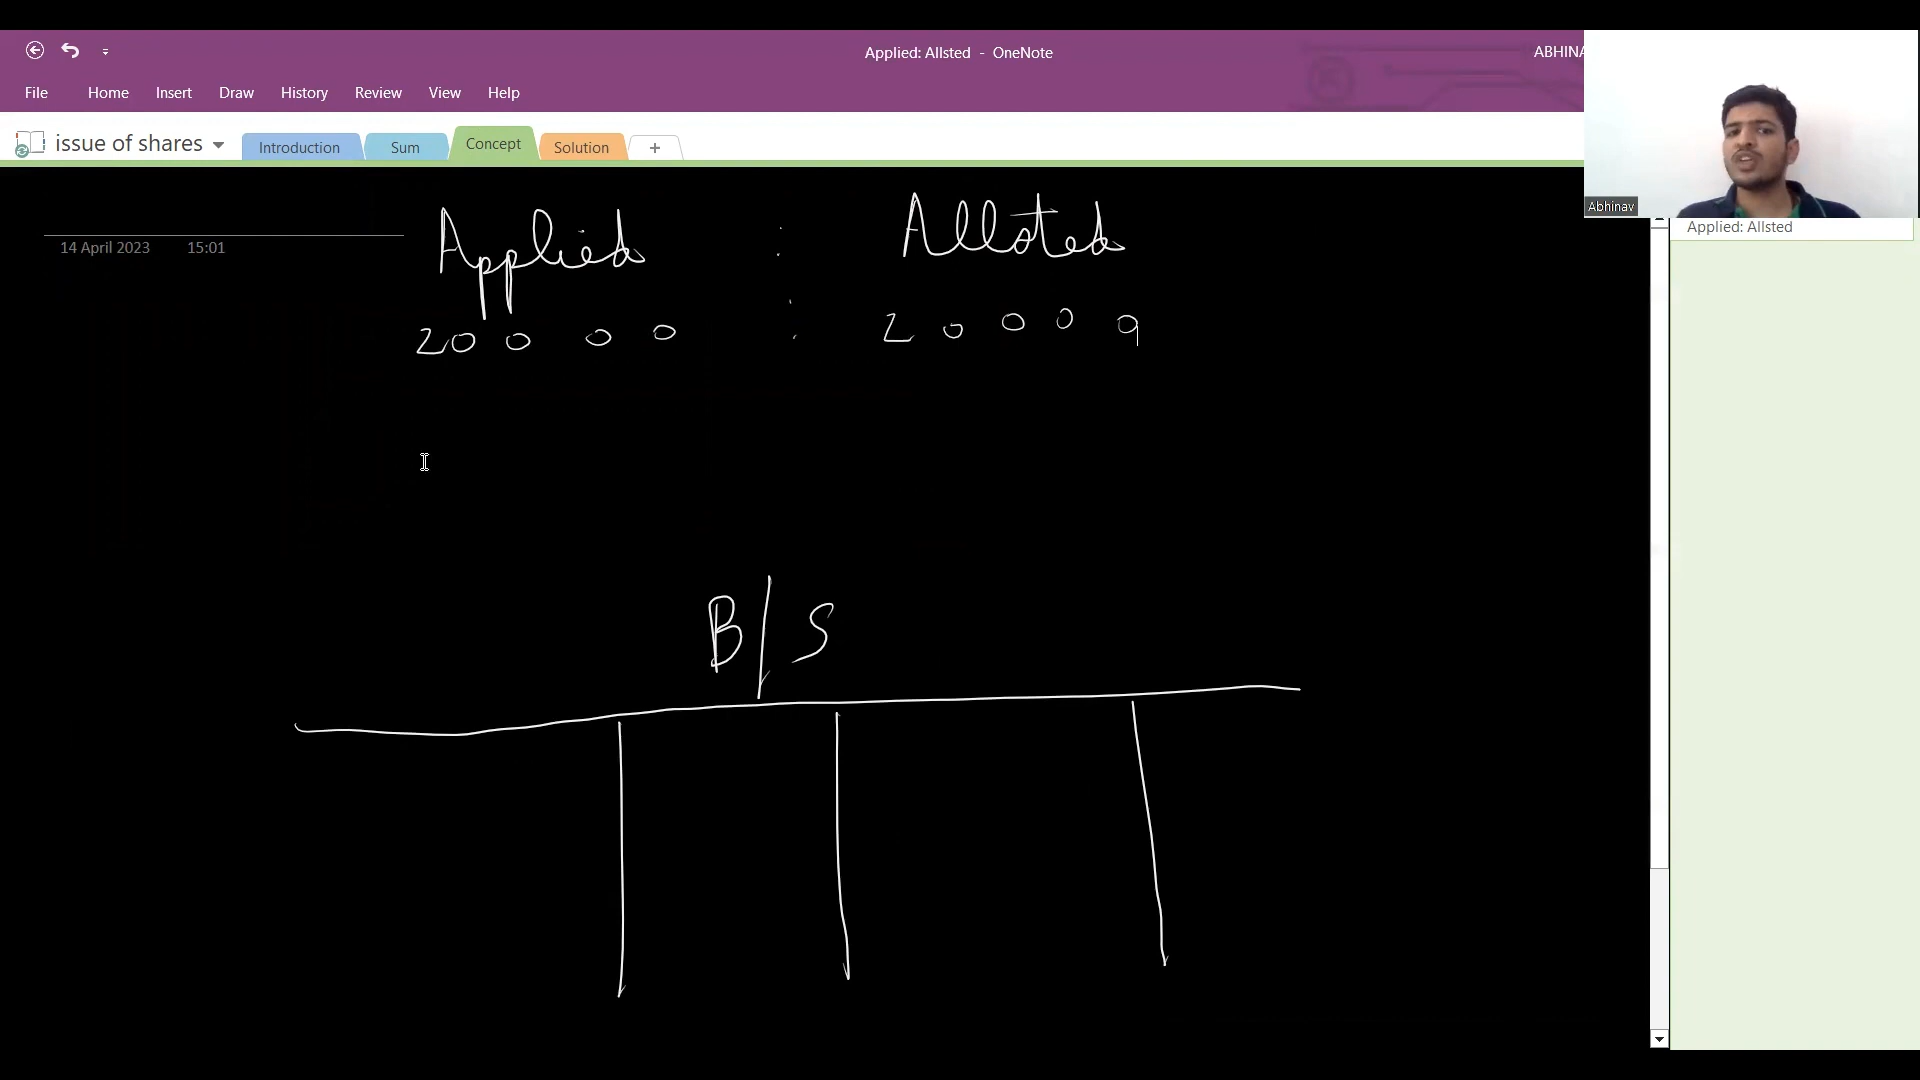 Applied: Allsted - OneNote
ABHINA
File Home Insert Draw History Review View Help
issue of shares
Introduction Sum Concept Solution +
Abhinav
Applied: Allsted
14 April 2023 15:01
Applied : Alloted
20000 : 20000
B/S